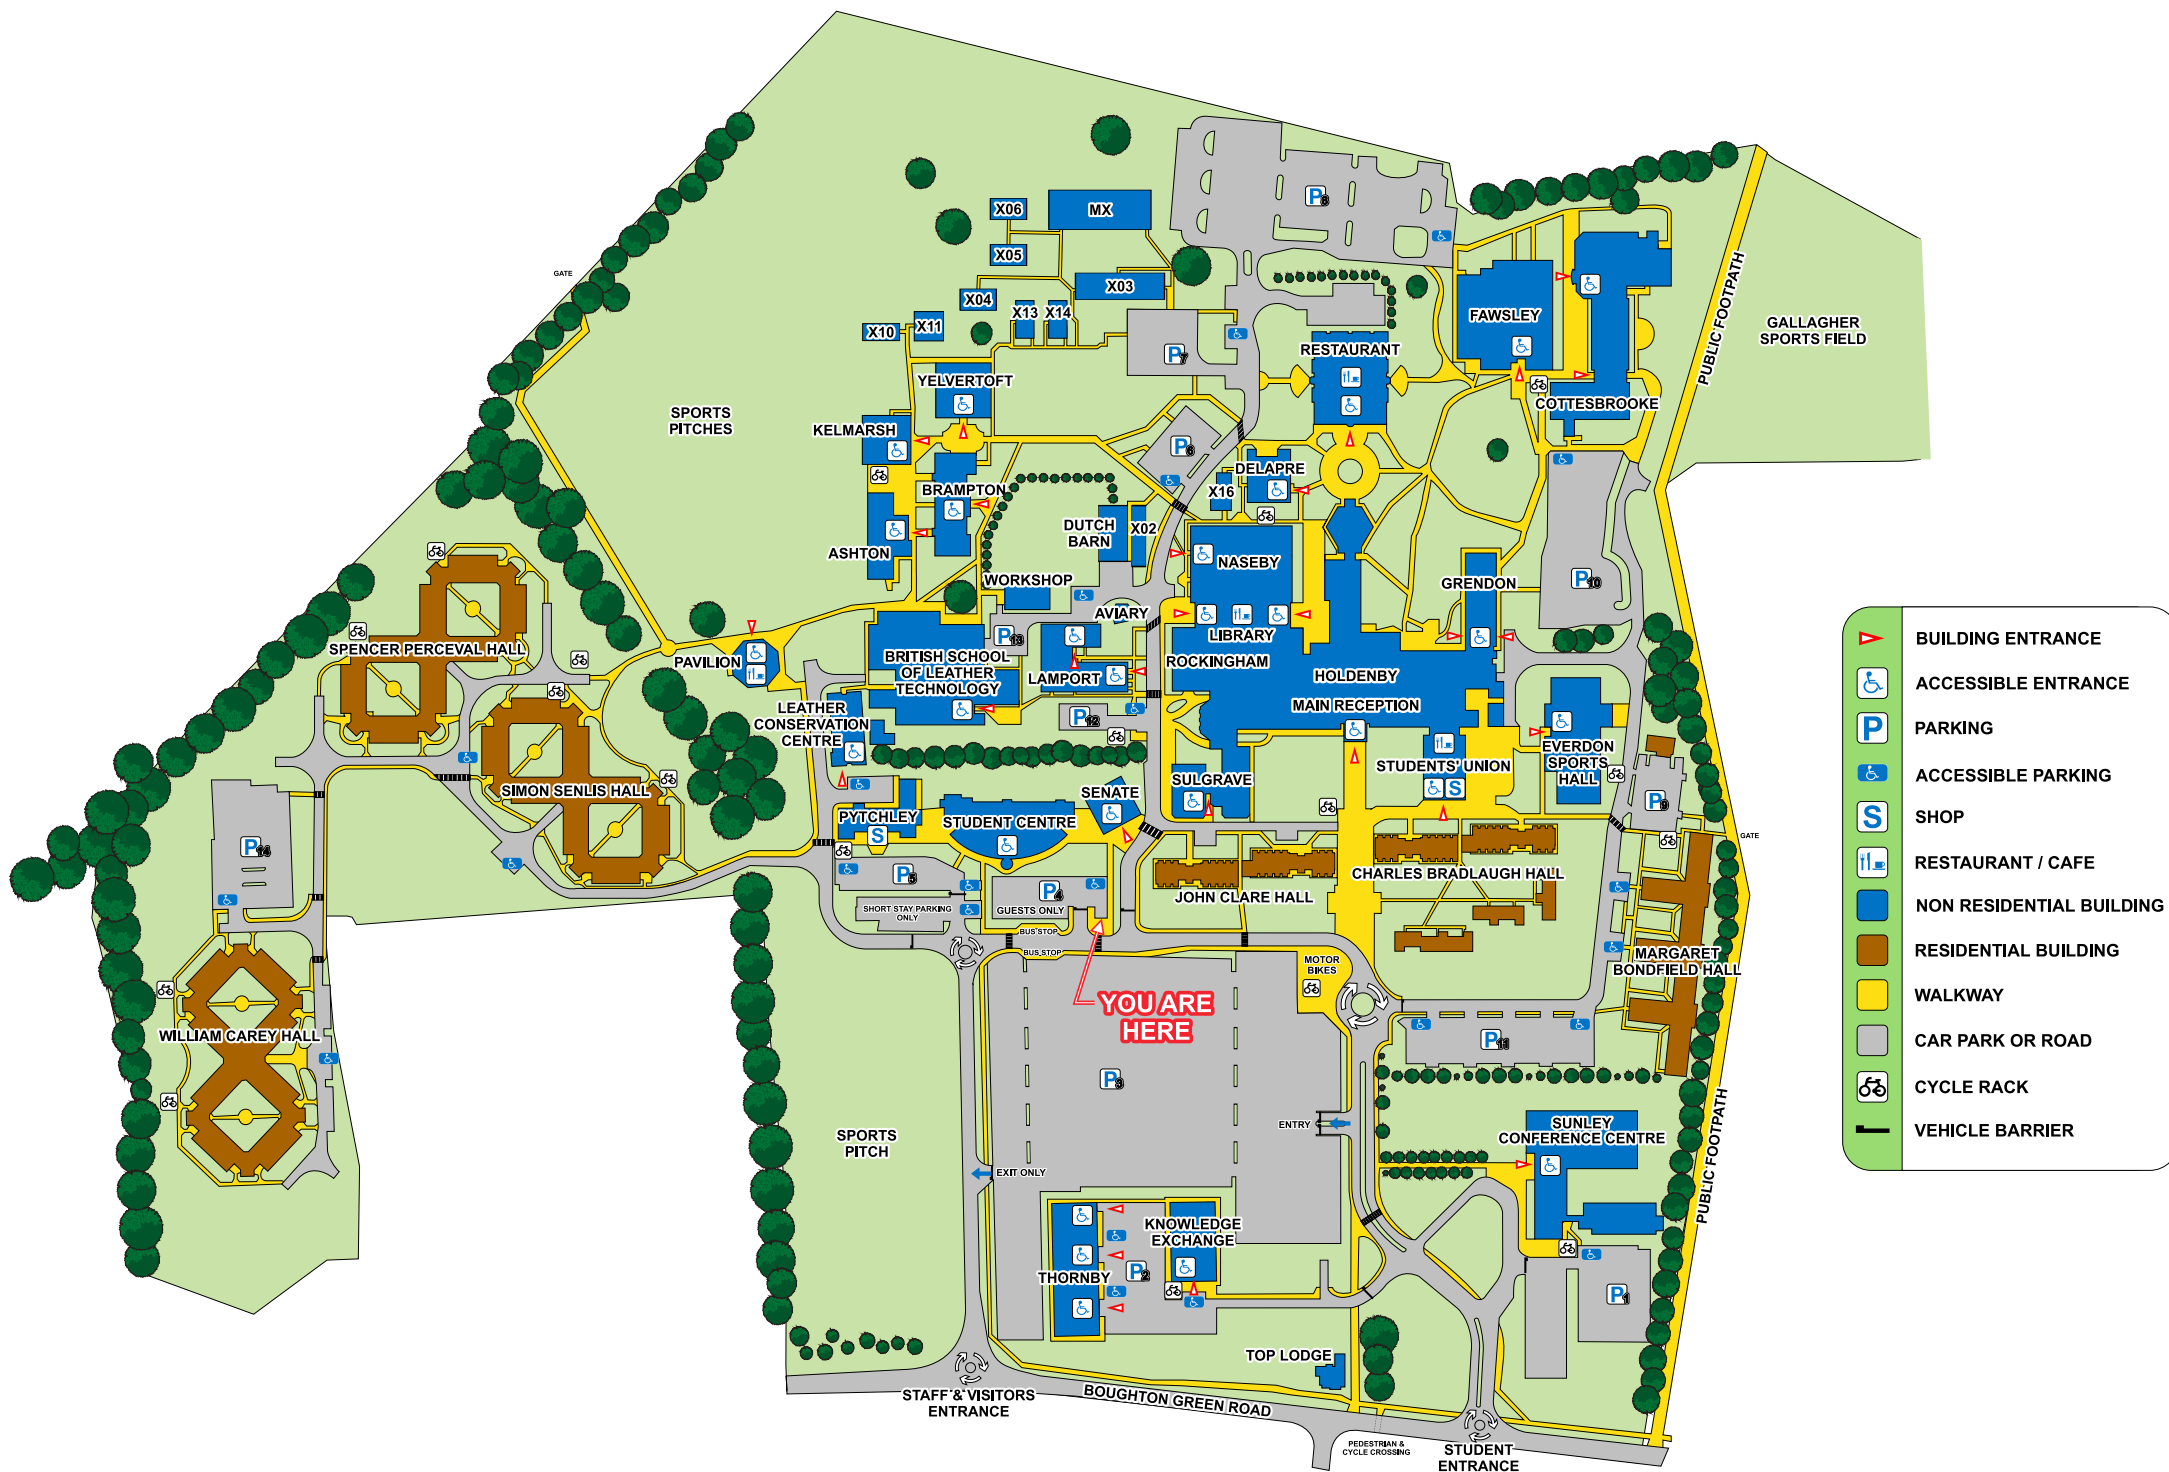 X06
MX
X05
X03
X04
X13
X14
X10
X11
P8
P7
GATE
PUBLIC FOOTPATH
GALLAGHER
SPORTS FIELD
FAWSLEY
RESTAURANT
COTTESBROOKE
YELVERTOFT
SPORTS
PITCHES
KELMARSH
P6
DELAPRE
X16
BRAMPTON
DUTCH
BARN
X02
ASHTON
NASEBY
WORKSHOP
GRENDON
P10
AVIARY
P
LIBRARY
P13
SPENCER PERCEVAL HALL
PAVILION
BRITISH SCHOOL
OF LEATHER
TECHNOLOGY
LAMPORT
ROCKINGHAM
HOLDENBY
MAIN RECEPTION
LEATHER
CONSERVATION
CENTRE
P12
EVERDON
SPORTS
HALL
STUDENTS' UNION
S
SULGRAVE
SIMON SENLIS HALL
SENATE
PYTCHLEY
S
STUDENT CENTRE
P9
GATE
P14
P5
P4
GUESTS ONLY
SHORT STAY PARKING
ONLY
BUS STOP
BUS STOP
JOHN CLARE HALL
CHARLES BRADLAUGH HALL
MARGARET
BONDFIELD HALL
MOTOR
BIKES
YOU ARE
HERE
WILLIAM CAREY HALL
P11
P3
ENTRY
SPORTS
PITCH
EXIT ONLY
SUNLEY
CONFERENCE CENTRE
PUBLIC FOOTPATH
KNOWLEDGE
EXCHANGE
THORNBY
P2
P1
TOP LODGE
STAFF & VISITORS
ENTRANCE
BOUGHTON GREEN ROAD
PEDESTRIAN &
CYCLE CROSSING
STUDENT
ENTRANCE
BUILDING ENTRANCE
ACCESSIBLE ENTRANCE
P PARKING
ACCESSIBLE PARKING
S SHOP
RESTAURANT / CAFE
NON RESIDENTIAL BUILDING
RESIDENTIAL BUILDING
WALKWAY
CAR PARK OR ROAD
CYCLE RACK
VEHICLE BARRIER